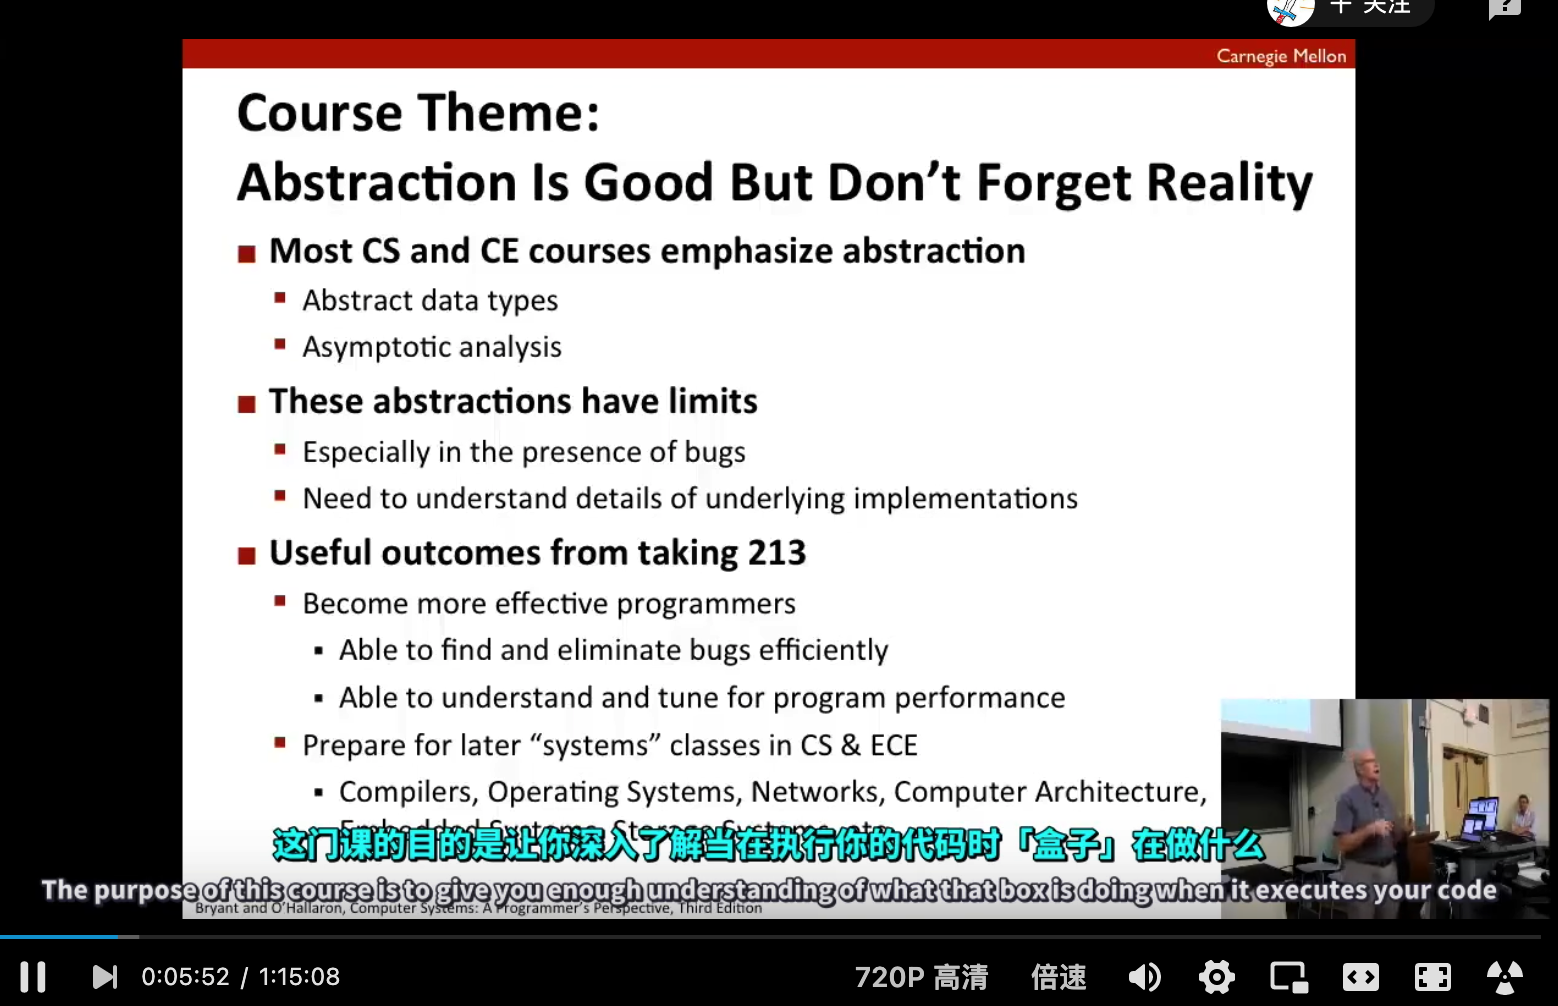 十 关注
Carnegie Mellon
Course Theme:
Abstraction Is Good But Don't Forget Reality
Most CS and CE courses emphasize abstraction
Abstract data types
Asymptotic analysis
These abstractions have limits
Especially in the presence of bugs
Need to understand details of underlying implementations
Useful outcomes from taking 213
Become more effective programmers
Able to find and eliminate bugs efficiently
Able to understand and tune for program performance
Prepare for later “systems” classes in CS & ECE
Compilers, Operating Systems, Networks, Computer Architecture,
Embedded Systems, Storage Systems, etc.
这门课的目的是让你深入了解当在执行你的代码时「盒子」在做什么
The purpose of this course is to give you enough understanding of what that box is doing when it executes your code
Bryant and O'Hallaron, Computer Systems: A Programmer's Perspective, Third Edition
0:05:52 / 1:15:08
720P 高清
倍速